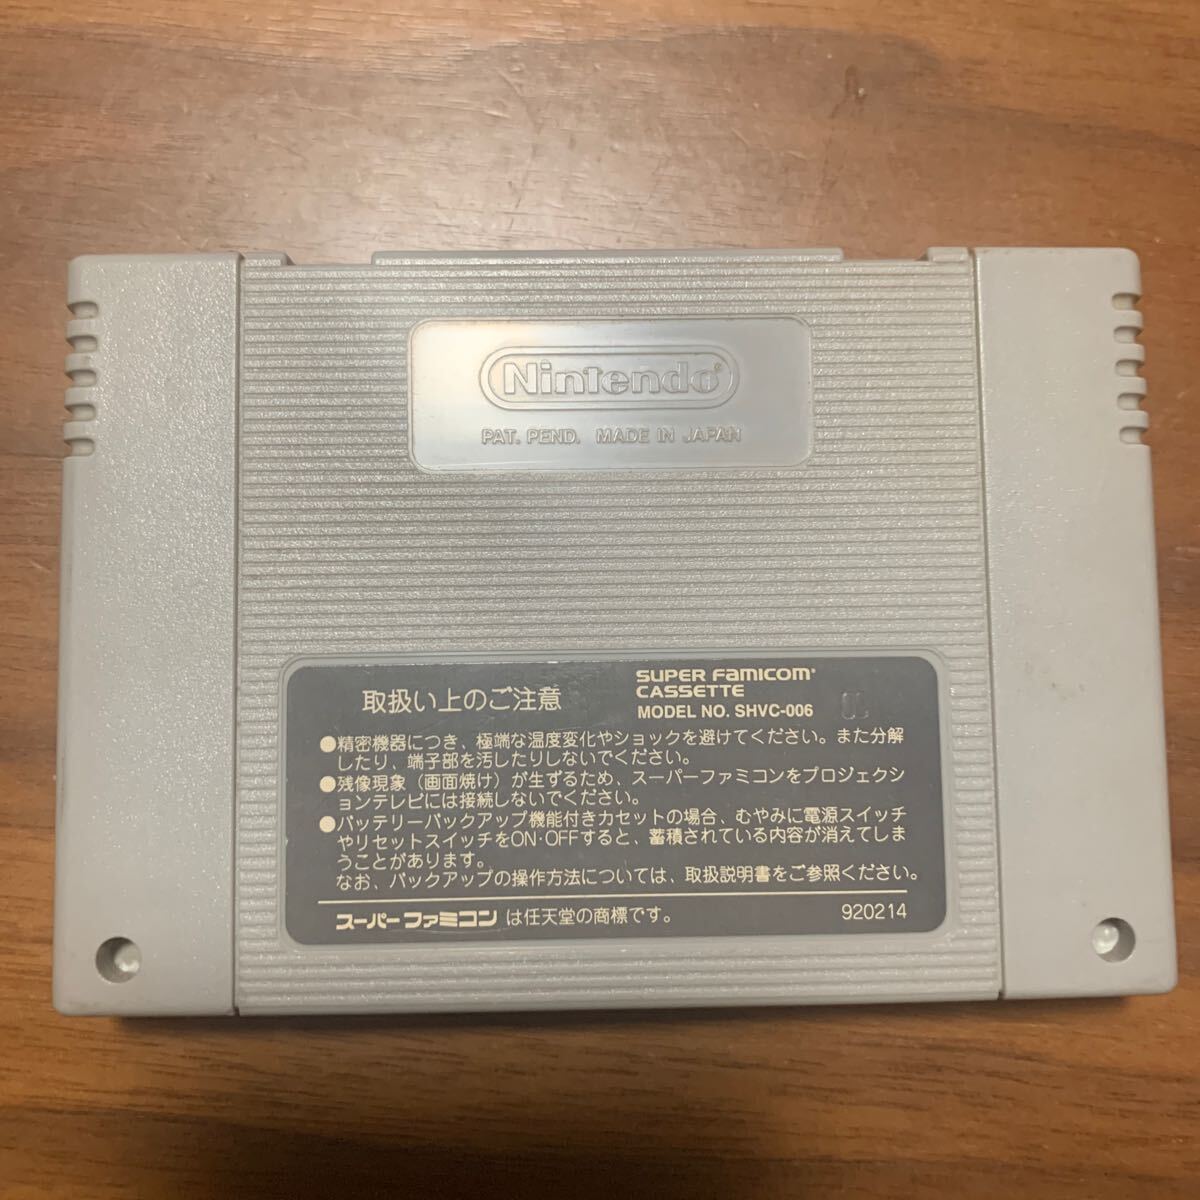 Nintendo®
PAT. PEND. MADE IN JAPAN
取扱い上のご注意
SUPER FAMICOM®
CASSETTE
MODEL NO. SHVC-006
●精密機器につき、極端な温度変化やショックを避けてください。また分解
したり、端子部を汚したりしないでください。
●残像現象（画面焼け）が生ずるため、スーパーファミコンをプロジェクシ
ョンテレビには接続しないでください。
●バッテリーバックアップ機能付きカセットの場合、むやみに電源スイッチ
やリセットスイッチをON・OFFすると、蓄積されている内容が消えてしま
うことがあります。
なお、バックアップの操作方法については、取扱説明書をご参照ください。
スーパーファミコン は任天堂の商標です。
920214